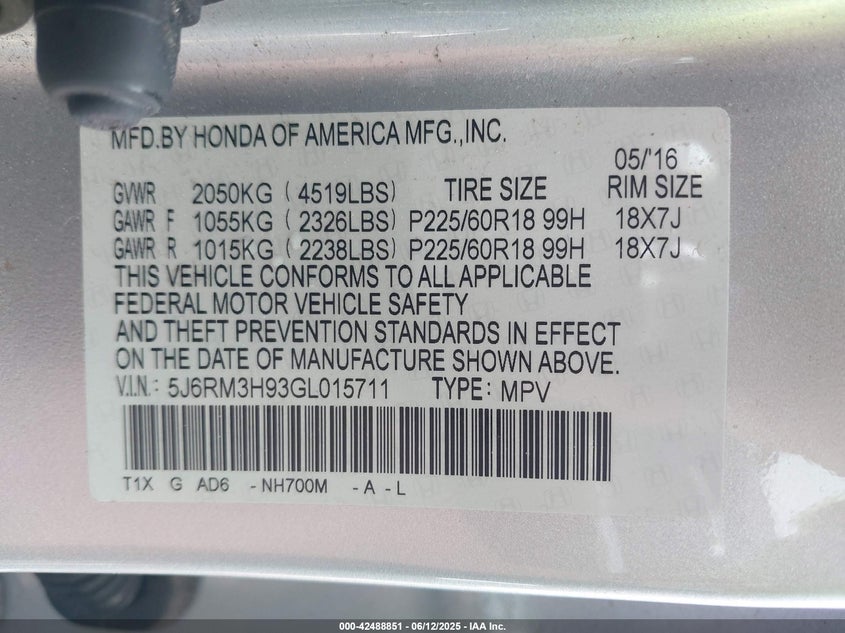 MFD.BY HONDA OF AMERICA MFG.,INC.
05/'16
GVWR 2050KG ( 4519LBS) TIRE SIZE RIM SIZE
GAWR F 1055KG ( 2326LBS) P225/60R18 99H 18X7J
GAWR R 1015KG ( 2238LBS) P225/60R18 99H 18X7J
THIS VEHICLE CONFORMS TO ALL APPLICABLE
FEDERAL MOTOR VEHICLE SAFETY
AND THEFT PREVENTION STANDARDS IN EFFECT
ON THE DATE OF MANUFACTURE SHOWN ABOVE.
V.I.N.: 5J6RM3H93GL015711 TYPE: MPV
T1X G AD6 - NH700M - A - L
000-42488851 - 06/12/2025 - IAA Inc.